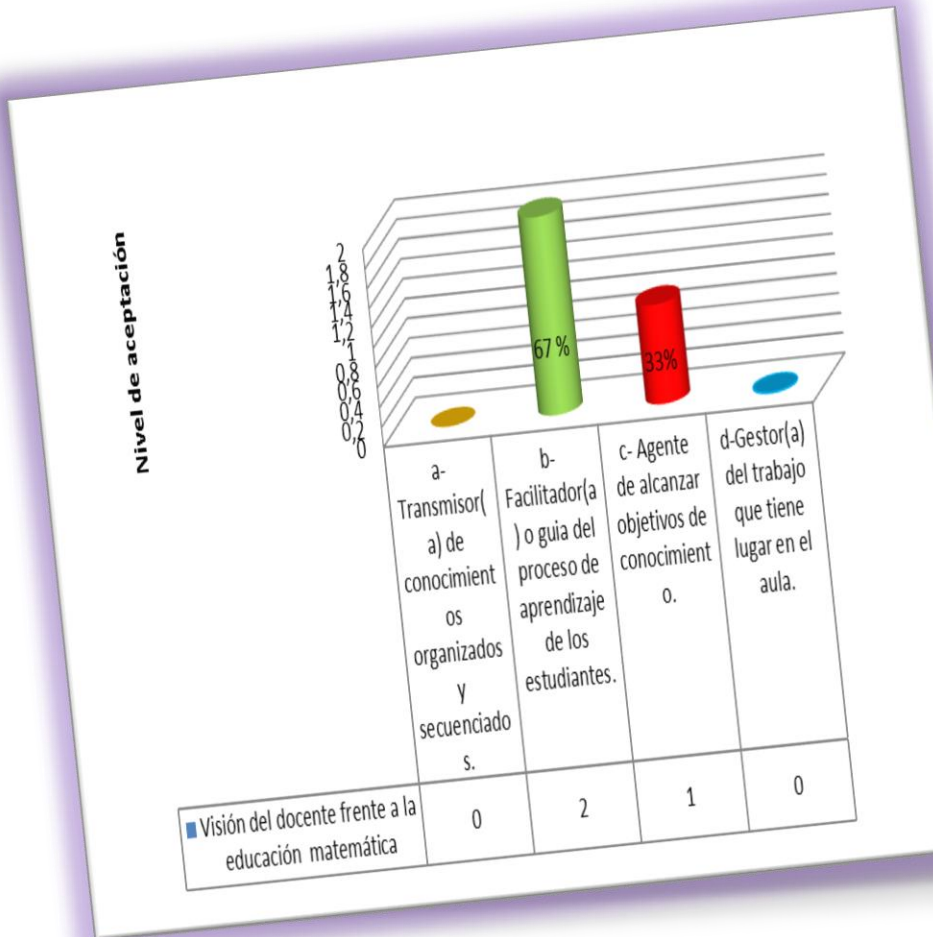 Nivel de aceptación
2
1,8
1,6
1,4
1,2
1
0,8
0,6
0,4
0,2
0
67 %
33%
a-
Transmisor(
a) de
conocimient
os
organizados
y
secuenciado
s.
b-
Facilitador(a
) o guia del
proceso de
aprendizaje
de los
estudiantes.
c- Agente
de alcanzar
objetivos de
conocimient
o.
d-Gestor(a)
del trabajo
que tiene
lugar en el
aula.
Visión del docente frente a la
educación matemática
0
2
1
0